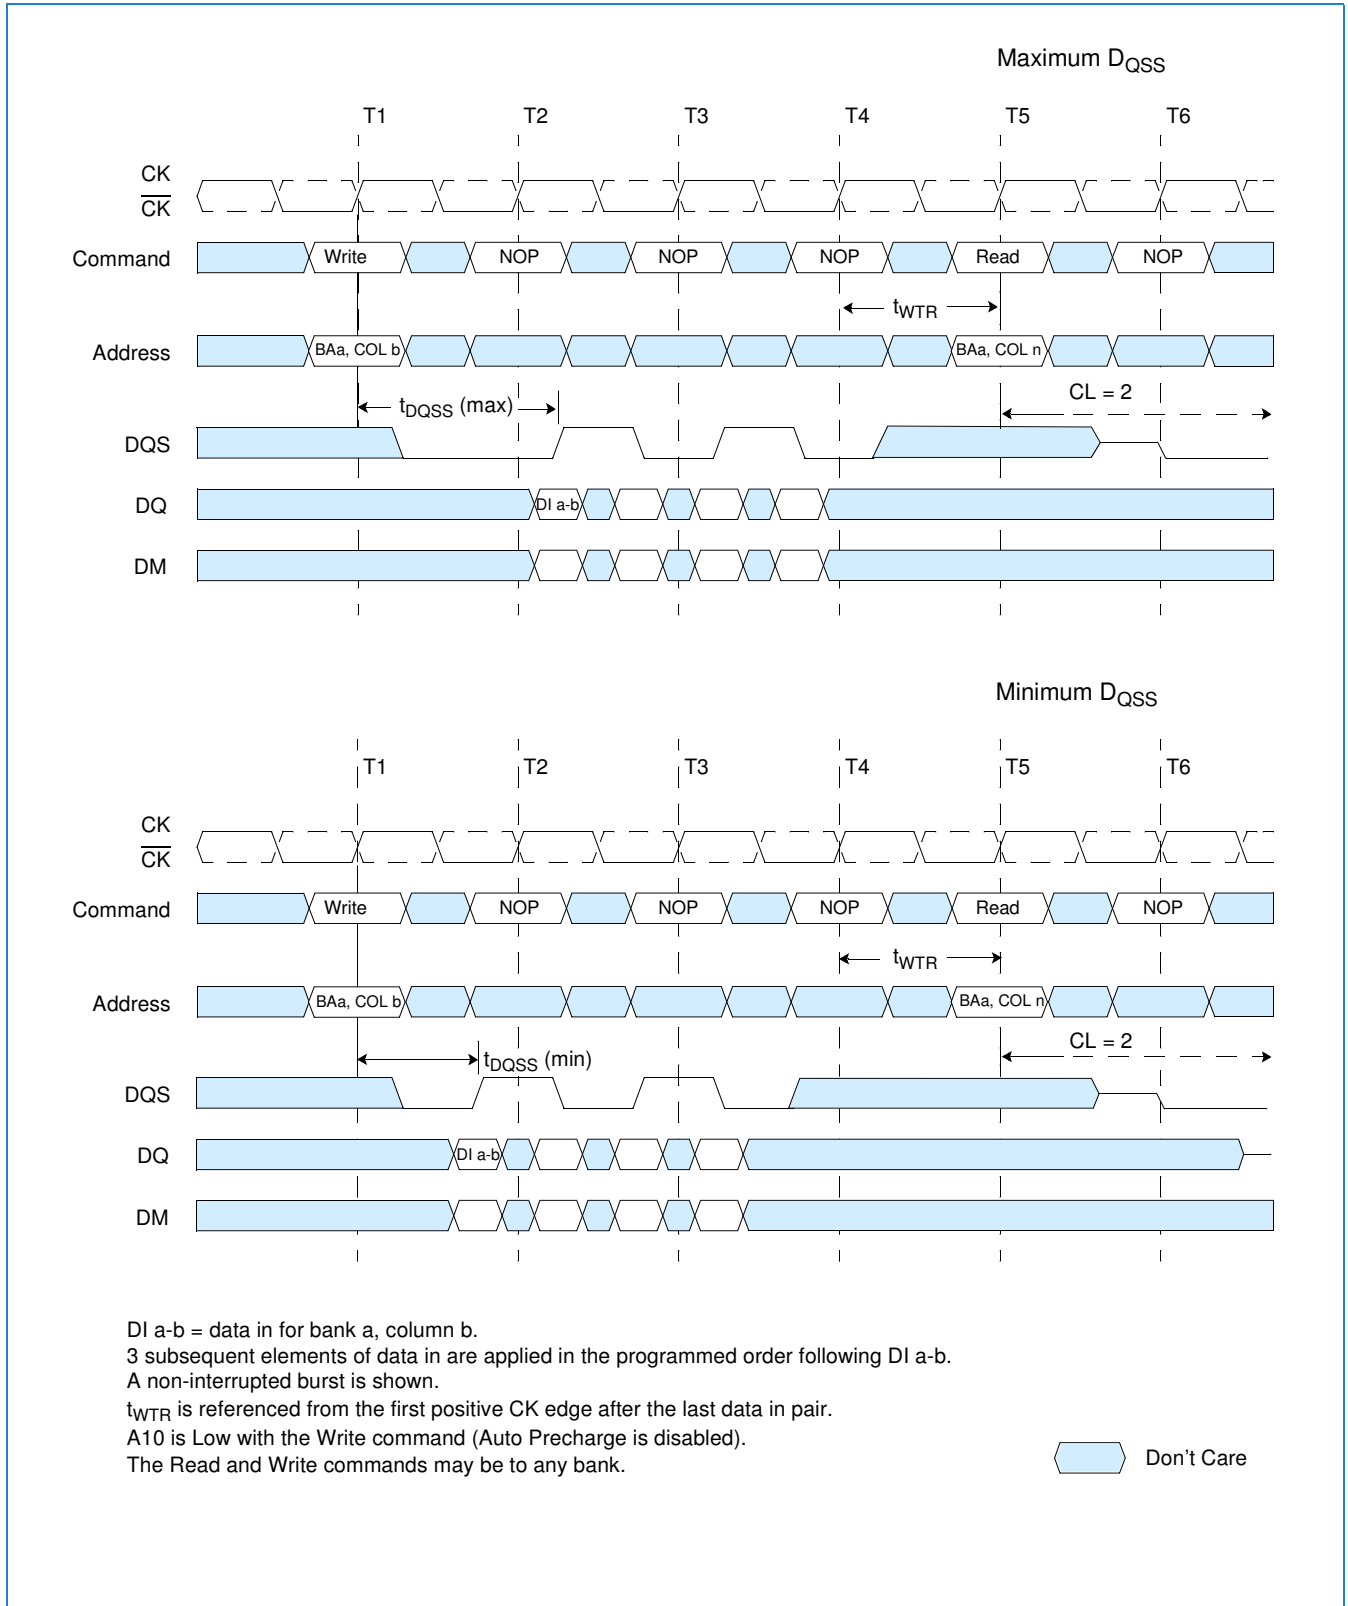 Maximum DQSS
T1 T2 T3 T4 T5 T6
CK
CK
Command Write NOP NOP NOP Read NOP
tWTR
Address BAa, COL b BAa, COL n
tDQSS (max) CL = 2
DQS
DQ DI a-b
DM
Minimum DQSS
T1 T2 T3 T4 T5 T6
CK
CK
Command Write NOP NOP NOP Read NOP
tWTR
Address BAa, COL b BAa, COL n
tDQSS (min) CL = 2
DQS
DQ DI a-b
DM
DI a-b = data in for bank a, column b.
3 subsequent elements of data in are applied in the programmed order following DI a-b.
A non-interrupted burst is shown.
tWTR is referenced from the first positive CK edge after the last data in pair.
A10 is Low with the Write command (Auto Precharge is disabled).
The Read and Write commands may be to any bank.
Don't Care